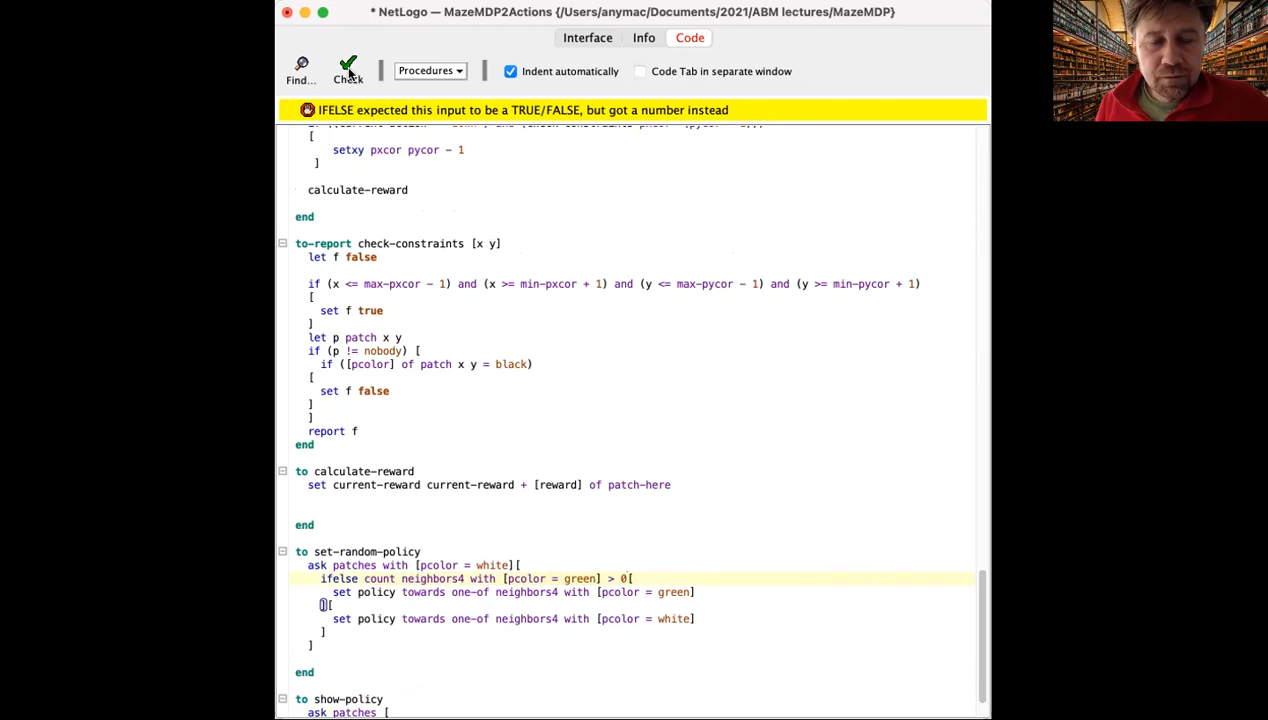 * NetLogo — MazeMDP2Actions {/Users/anymac/Documents/2021/ABM lectures/MazeMDP}
Interface Info Code
Find... Check Procedures Indent automatically Code Tab in separate window
IFELSE expected this input to be a TRUE/FALSE, but got a number instead
[
setxy pxcor pycor - 1
]
calculate-reward
end
to-report check-constraints [x y]
let f false
if (x <= max-pxcor - 1) and (x >= min-pxcor + 1) and (y <= max-pycor - 1) and (y >= min-pycor + 1)
[
set f true
]
let p patch x y
if (p != nobody) [
if ([pcolor] of patch x y = black)
[
set f false
]
]
report f
end
to calculate-reward
set current-reward current-reward + [reward] of patch-here
end
to set-random-policy
ask patches with [pcolor = white][
ifelse count neighbors4 with [pcolor = green] > 0[
set policy towards one-of neighbors4 with [pcolor = green]
][
set policy towards one-of neighbors4 with [pcolor = white]
]
]
end
to show-policy
ask patches [